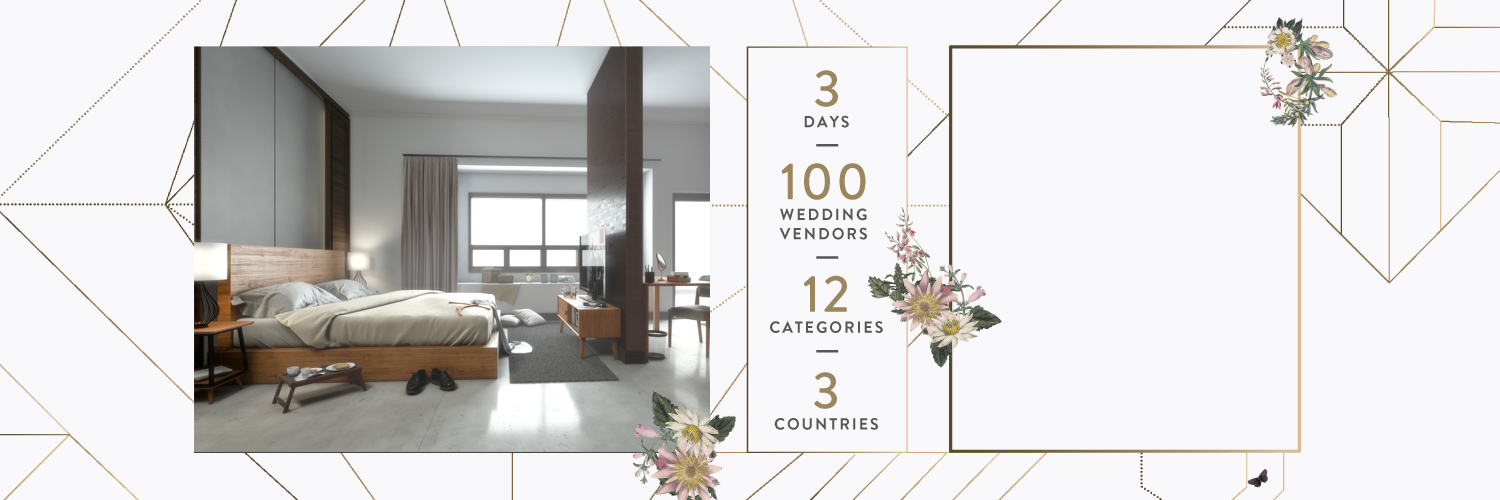 3
DAYS
100
WEDDING
VENDORS
12
CATEGORIES
3
COUNTRIES